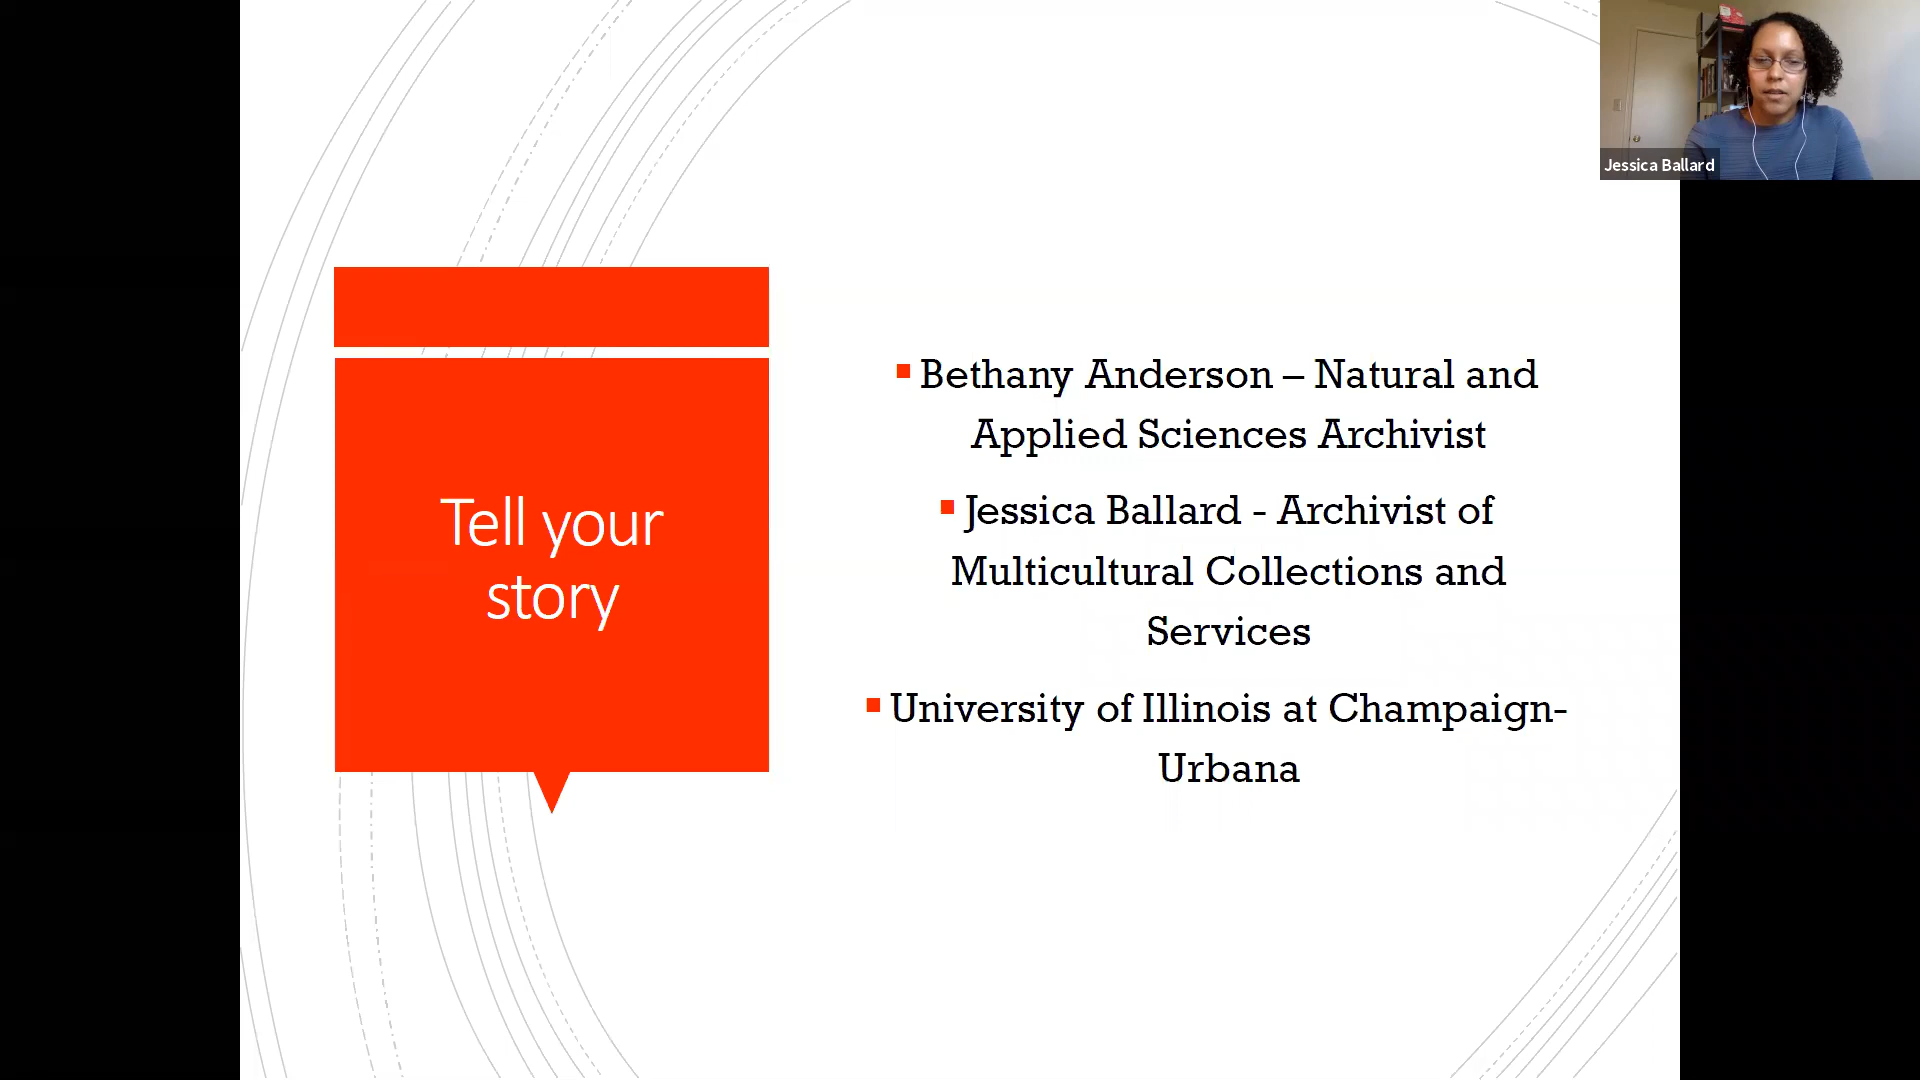 Jessica Ballard
Tell your
story
Bethany Anderson – Natural and
Applied Sciences Archivist
Jessica Ballard - Archivist of
Multicultural Collections and
Services
University of Illinois at Champaign-
Urbana